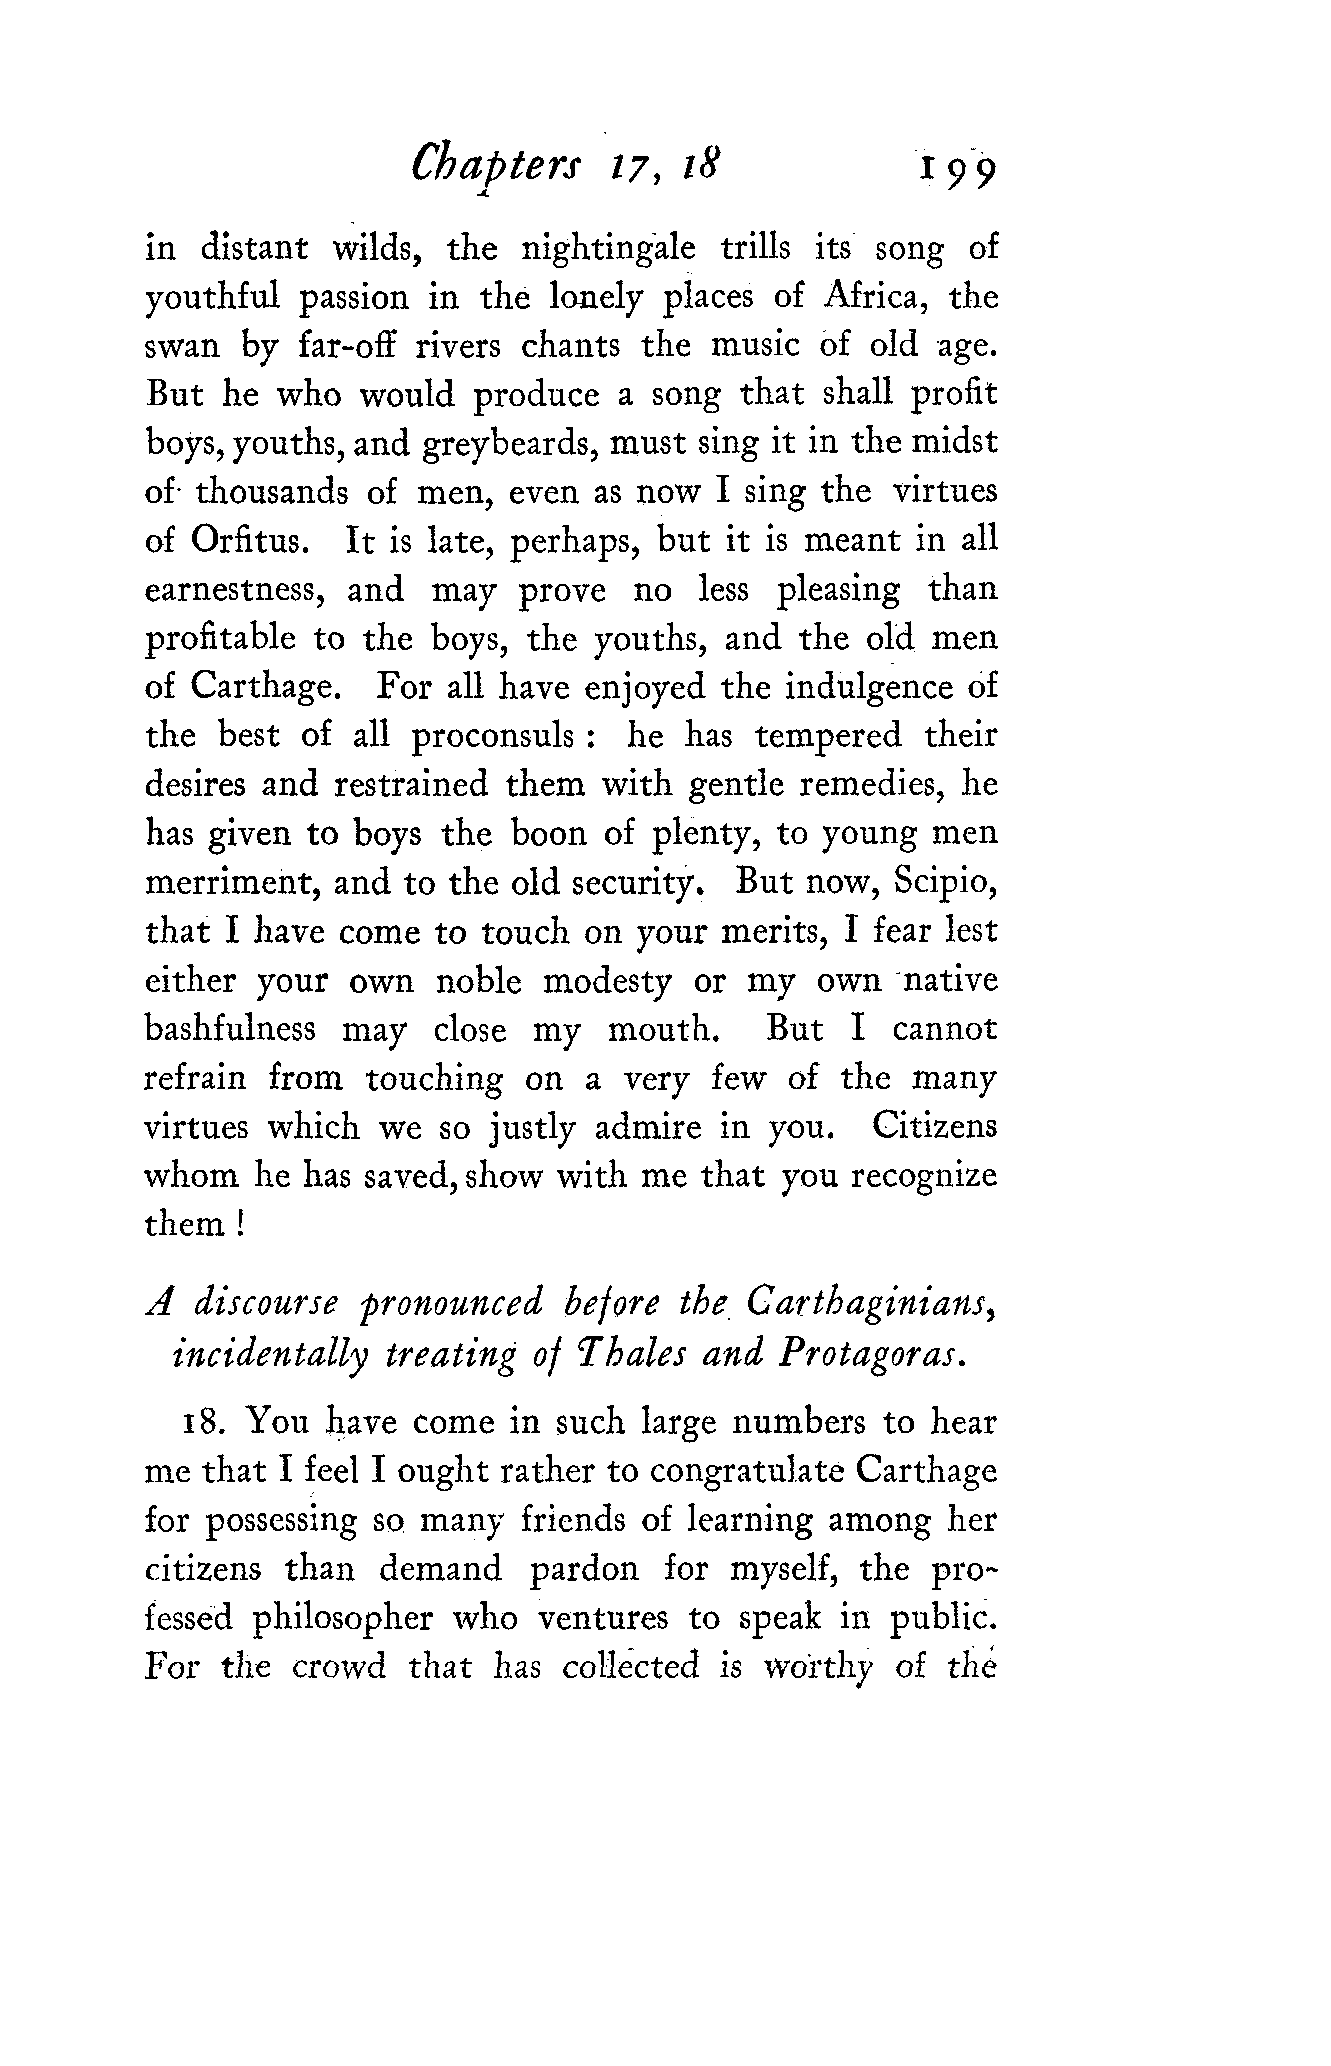 Chapters 17, 18 199
in distant wilds, the nightingale trills its song of
youthful passion in the lonely places of Africa, the
swan by far-off rivers chants the music of old age.
But he who would produce a song that shall profit
boys, youths, and greybeards, must sing it in the midst
of thousands of men, even as now I sing the virtues
of Orfitus. It is late, perhaps, but it is meant in all
earnestness, and may prove no less pleasing than
profitable to the boys, the youths, and the old men
of Carthage. For all have enjoyed the indulgence of
the best of all proconsuls : he has tempered their
desires and restrained them with gentle remedies, he
has given to boys the boon of plenty, to young men
merriment, and to the old security. But now, Scipio,
that I have come to touch on your merits, I fear lest
either your own noble modesty or my own native
bashfulness may close my mouth. But I cannot
refrain from touching on a very few of the many
virtues which we so justly admire in you. Citizens
whom he has saved, show with me that you recognize
them !
A discourse pronounced before the Carthaginians,
incidentally treating of Thales and Protagoras.
18. You have come in such large numbers to hear
me that I feel I ought rather to congratulate Carthage
for possessing so many friends of learning among her
citizens than demand pardon for myself, the pro-
fessed philosopher who ventures to speak in public.
For the crowd that has collected is worthy of the